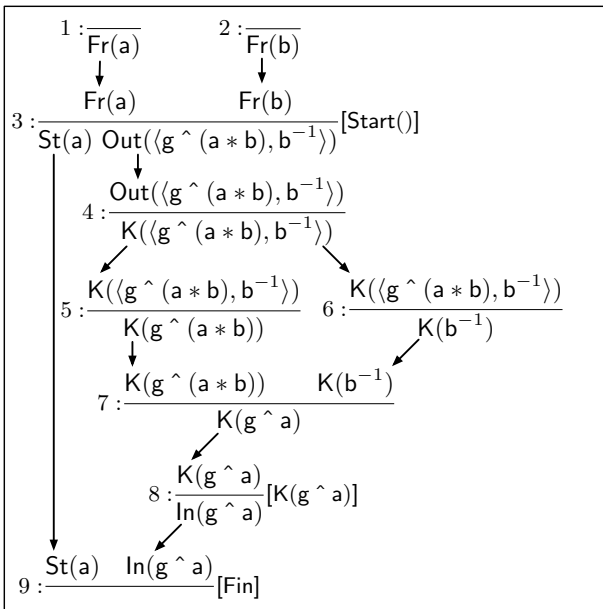 1 : Fr(a) 2 : Fr(b)
Fr(a) Fr(b)
3 : [Start()]
St(a) Out(⟨g ^ (a ∗ b), b⁻¹⟩)
Out(⟨g ^ (a ∗ b), b⁻¹⟩)
4 :
K(⟨g ^ (a ∗ b), b⁻¹⟩)
K(⟨g ^ (a ∗ b), b⁻¹⟩) K(⟨g ^ (a ∗ b), b⁻¹⟩)
5 : 6 :
K(g ^ (a ∗ b)) K(b⁻¹)
K(g ^ (a ∗ b)) K(b⁻¹)
7 :
K(g ^ a)
K(g ^ a)
8 : [K(g ^ a)]
In(g ^ a)
St(a) In(g ^ a)
9 : [Fin]